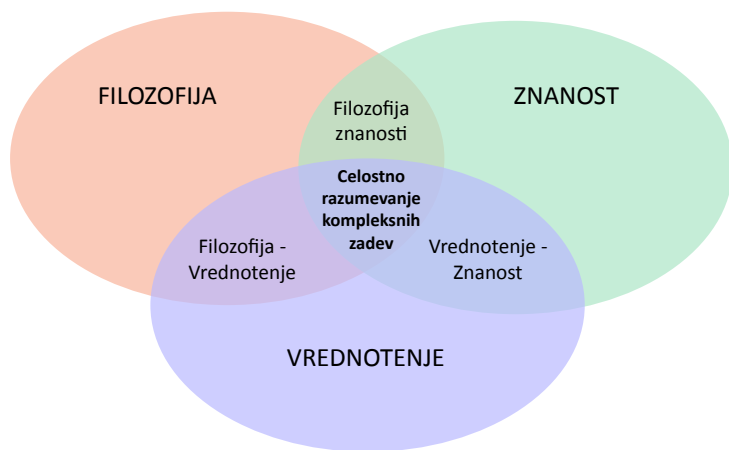 FILOZOFIJA
ZNANOST
Filozofija
znanosti
Celostno
razumevanje
kompleksnih
zadev
Filozofija -
Vrednotenje
Vrednotenje -
Znanost
VREDNOTENJE